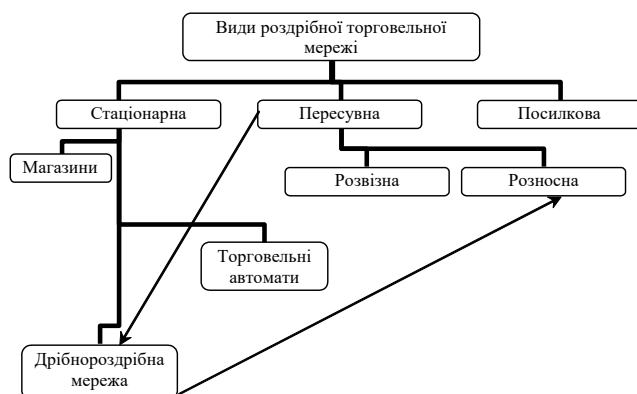 Види роздрібної торговельної
мережі
Стаціонарна
Пересувна
Посилкова
Магазини
Розвізна
Розносна
Торговельні
автомати
Дрібнороздрібна
мережа